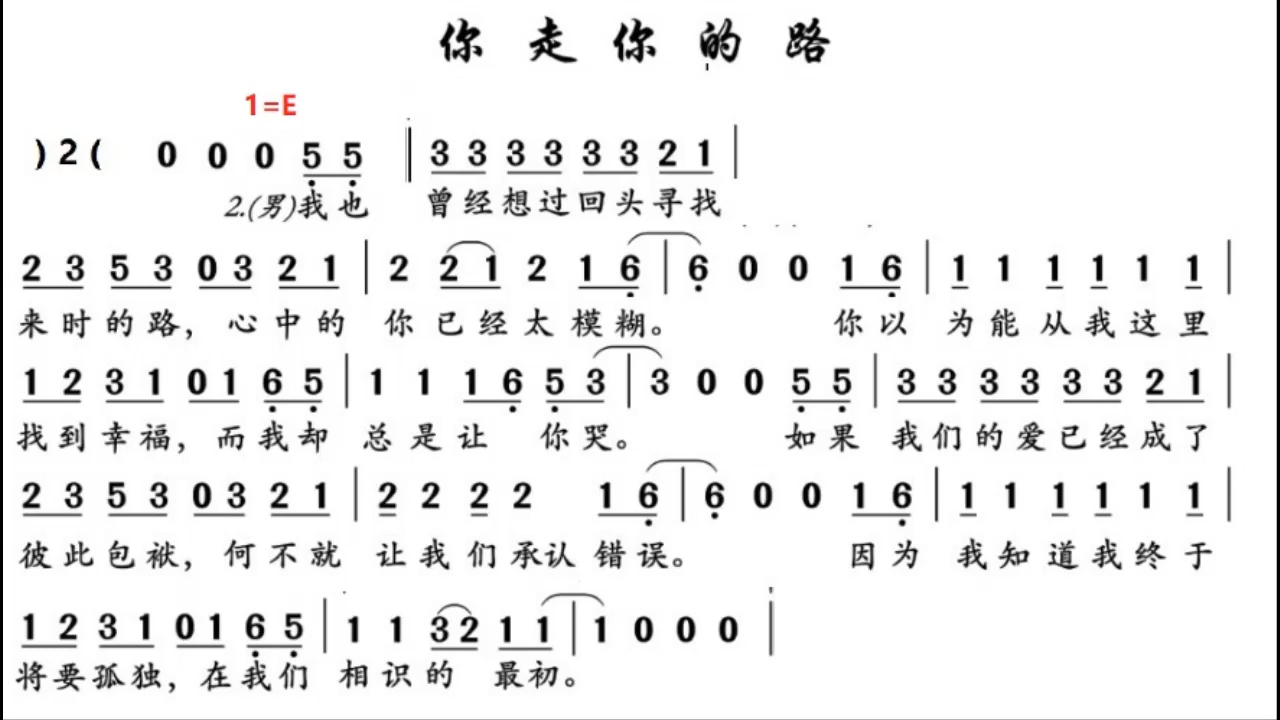 你走你的路
1=E
)2( 0 0 0 5 5 ‖ 3 3 3 3 3 3 2 1 |
2.(男)我也 曾经想过回头寻找
2 3 5 3 0 3 2 1 | 2 2 1 2 1 6 | 6 0 0 1 6 | 1 1 1 1 1 1 |
来时的路，心中的 你已经太模糊。 你以 为能从我这里
1 2 3 1 0 1 6 5 | 1 1 1 6 5 3 | 3 0 0 5 5 | 3 3 3 3 3 3 2 1 |
找到幸福，而我却 总是让 你哭。 如果 我们的爱已经成了
2 3 5 3 0 3 2 1 | 2 2 2 2 1 6 | 6 0 0 1 6 | 1 1 1 1 1 1 |
彼此包袱，何不就 让我们承认错误。 因为 我知道我终于
1 2 3 1 0 1 6 5 | 1 1 3 2 1 1 | 1 0 0 0 |
将要孤独，在我们 相识的 最初。